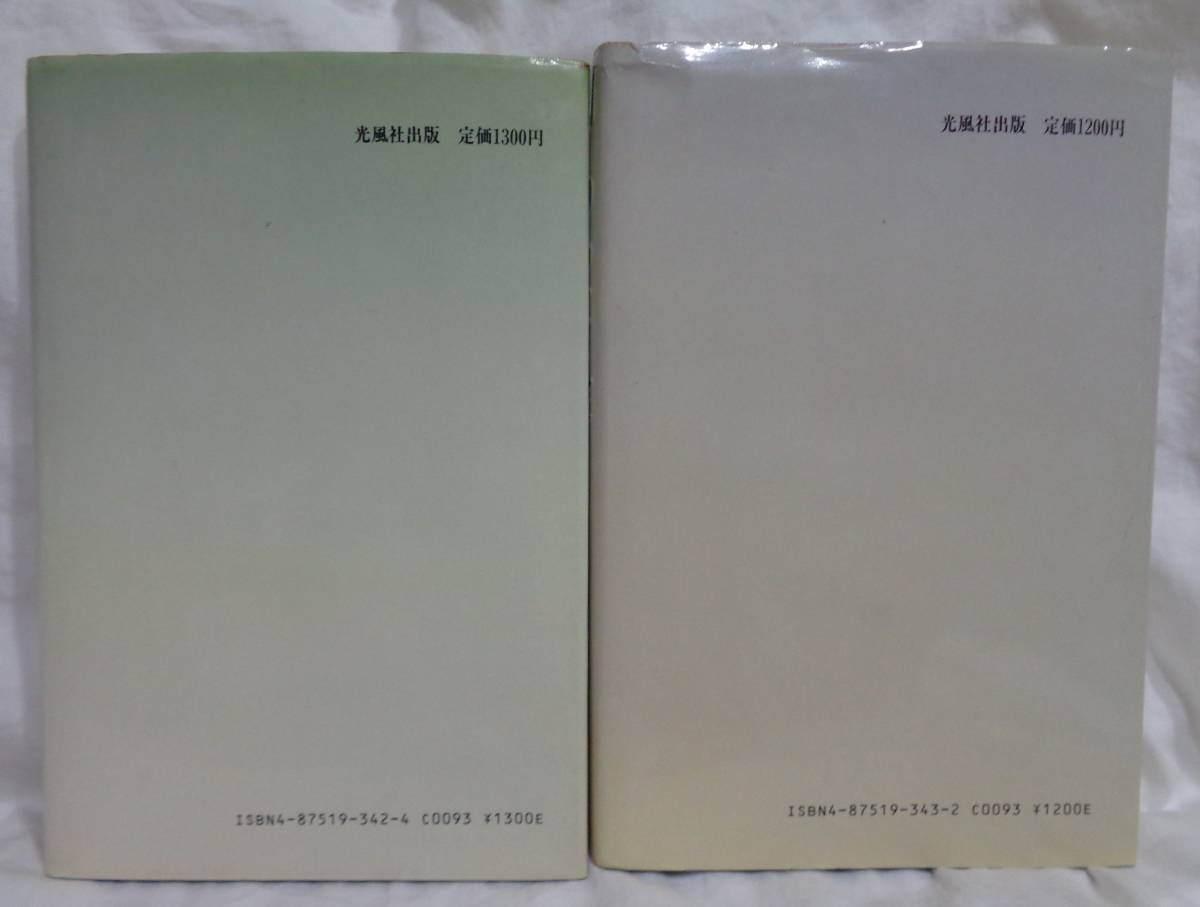 光風社出版 定価1300円
ISBN4-87519-342-4 C0093 ¥1300E
光風社出版 定価1200円
ISBN4-87519-343-2 C0093 ¥1200E